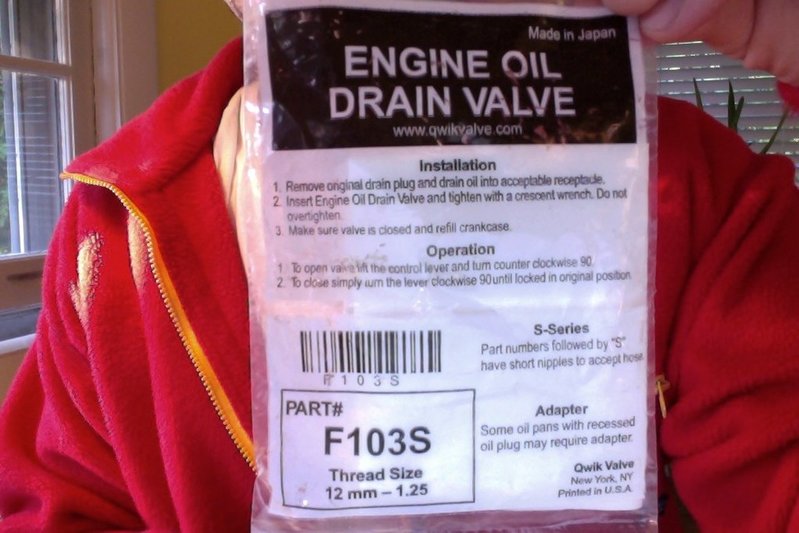 Made in Japan
ENGINE OIL
DRAIN VALVE
www.qwikvalve.com
Installation
1. Remove original drain plug and drain oil into acceptable receptacle.
2. Insert Engine Oil Drain Valve and tighten with a crescent wrench. Do not
overtighten.
3. Make sure valve is closed and refill crankcase.
Operation
1 To open valve lift the control lever and turn counter clockwise 90
2. To close simply turn the lever clockwise 90 until locked in original position.
F103S
PART#
F103S
Thread Size
12 mm – 1.25
S-Series
Part numbers followed by "S"
have short nipples to accept hose
Adapter
Some oil pans with recessed
oil plug may require adapter.
Qwik Valve
New York, NY
Printed in U.S.A.